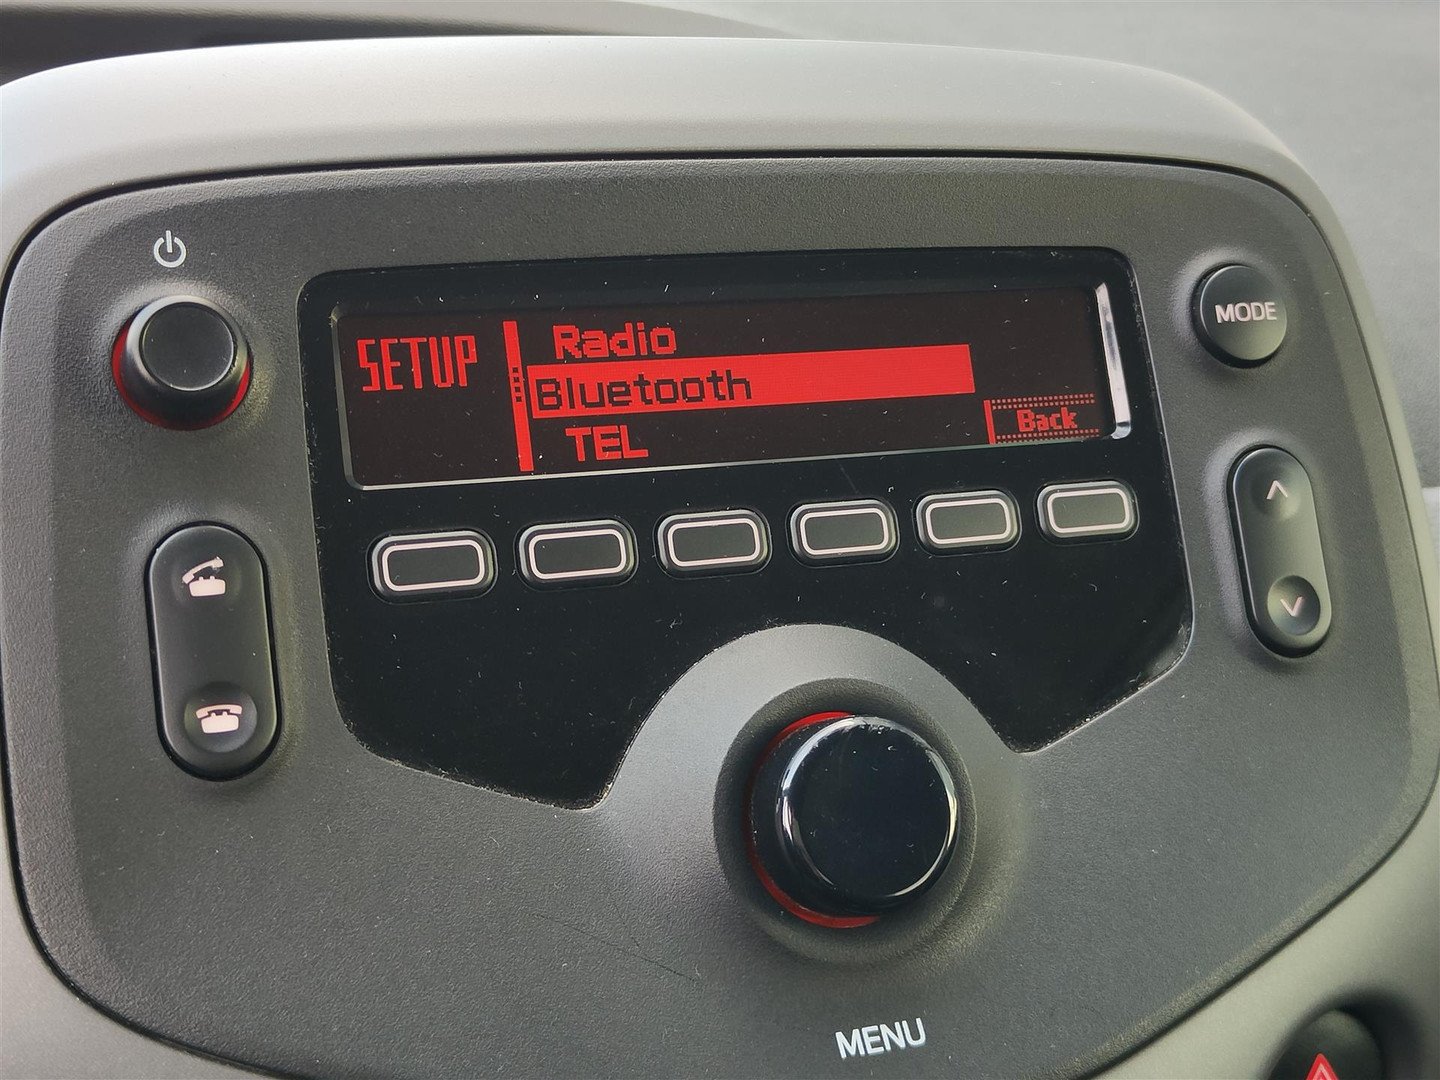 SETUP
Radio
Bluetooth
TEL
Back
MODE
MENU